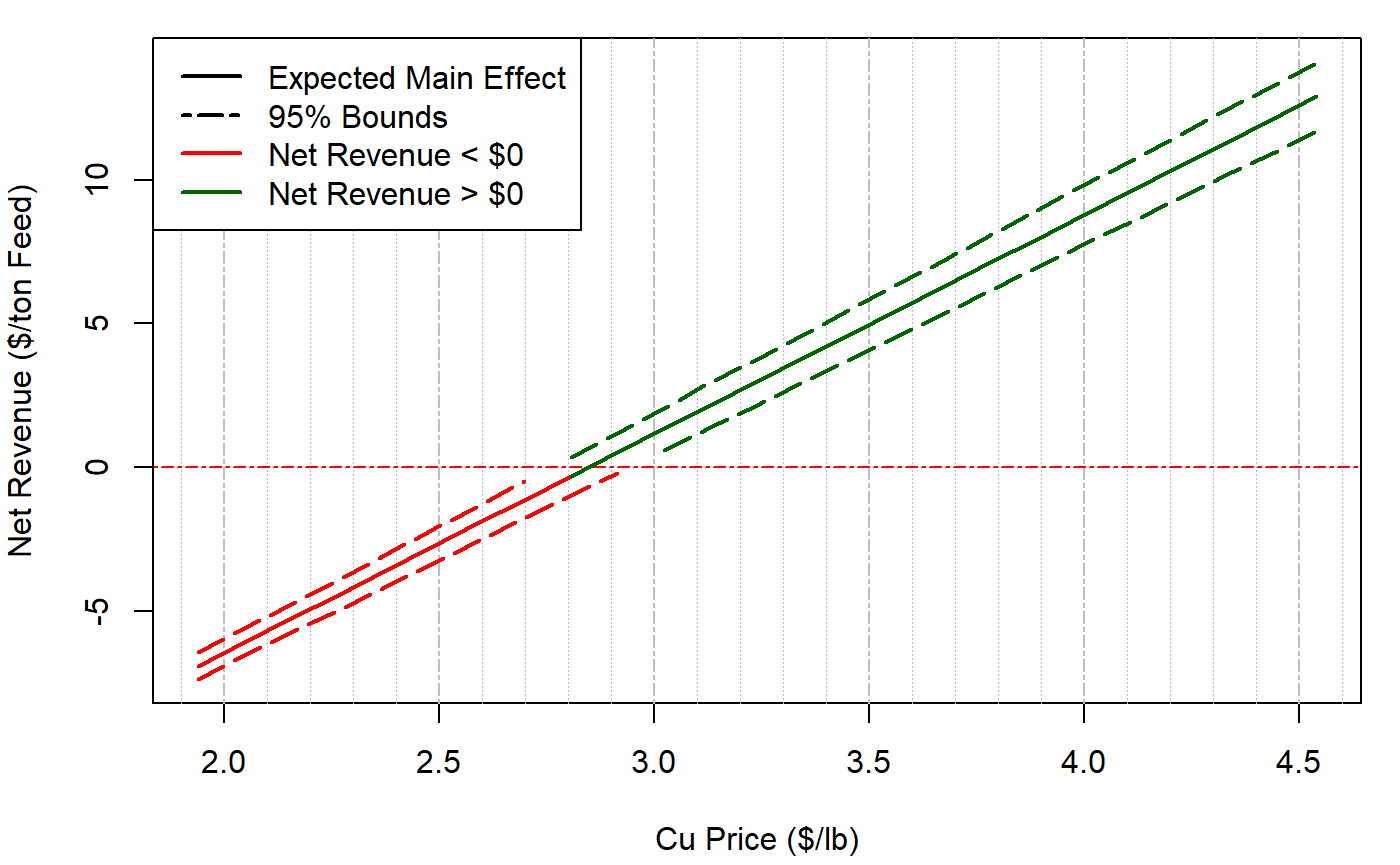 Expected Main Effect
95% Bounds
Net Revenue < $0
Net Revenue > $0
Net Revenue ($/ton Feed)
10
5
0
-5
2.0 2.5 3.0 3.5 4.0 4.5
Cu Price ($/lb)